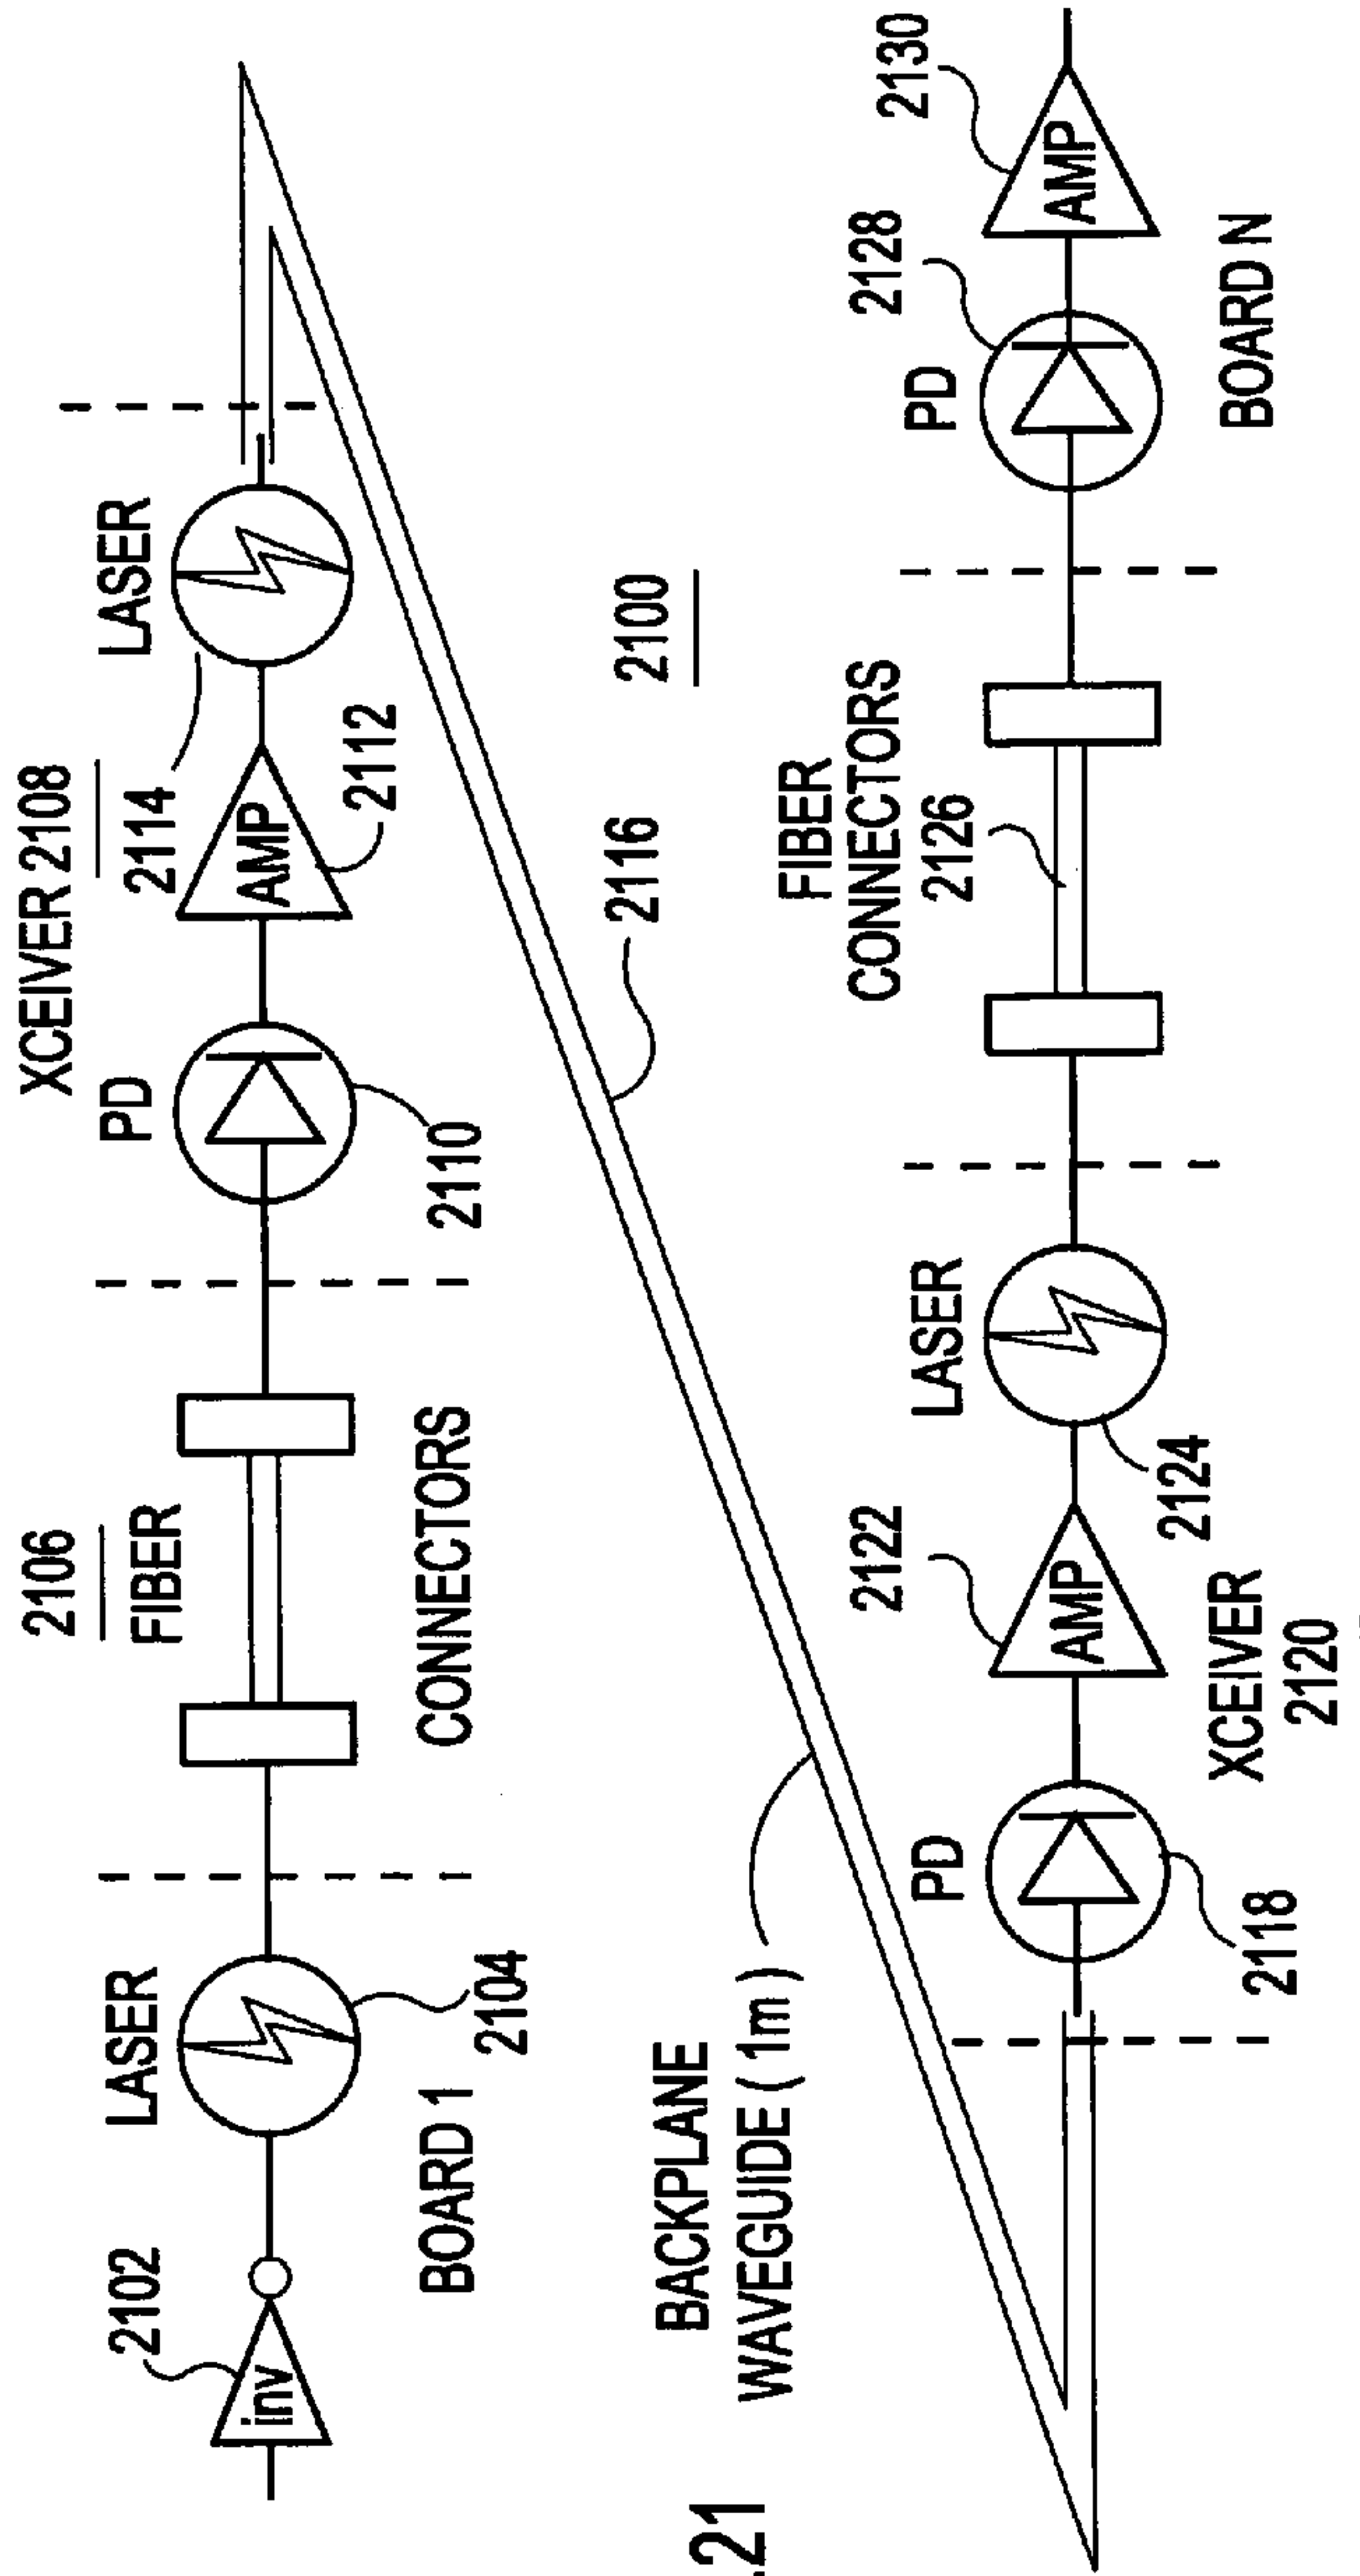 XCEIVER 2108
2106
FIBER
LASER
PD
2114
LASER
2102
inv
AMP
2104
2110
2112
BOARD 1
CONNECTORS
2116
2100
BACKPLANE
WAVEGUIDE ( 1m )
.21
FIBER
CONNECTORS
2126
PD
2122
LASER
PD
2128
2130
AMP
AMP
2118
2124
XCEIVER
2120
BOARD N